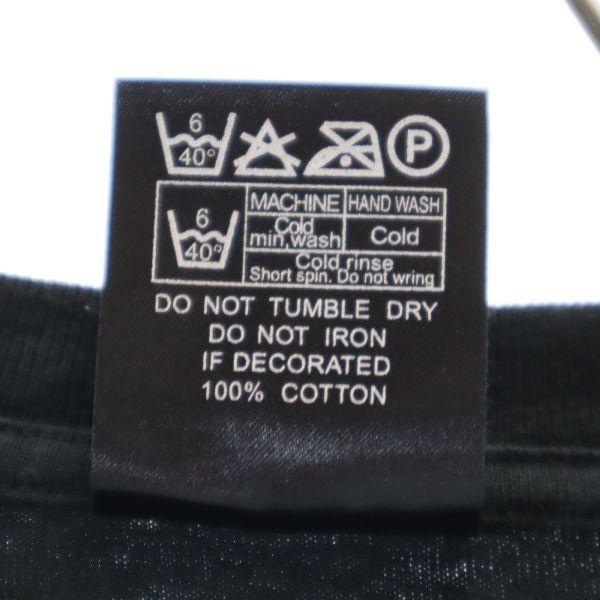 6 40° P
MACHINE HAND WASH
6 40° Cold min,wash Cold
Cold rinse
Short spin. Do not wring
DO NOT TUMBLE DRY
DO NOT IRON
IF DECORATED
100% COTTON